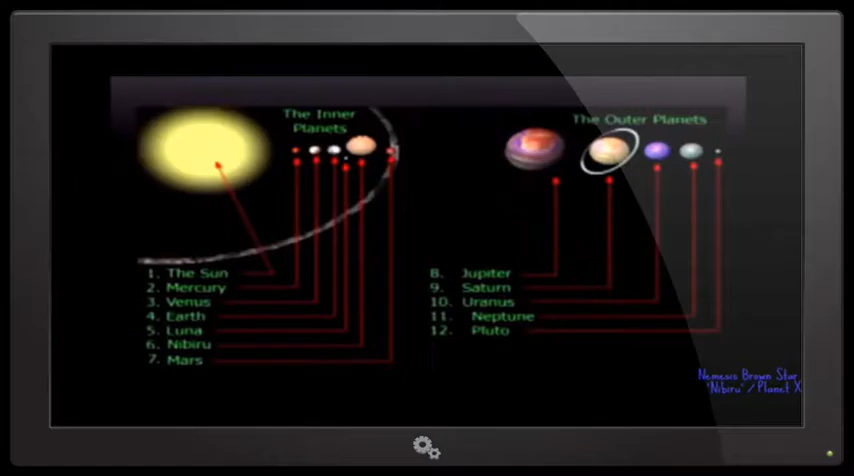 The Inner
Planets
1. The Sun
2. Mercury
3. Venus
4. Earth
5. Luna
6. Nibiru
7. Mars
The Outer Planets
8. Jupiter
9. Saturn
10. Uranus
11. Neptune
12. Pluto
Nemesis Brown Star
'Nibiru' / Planet X